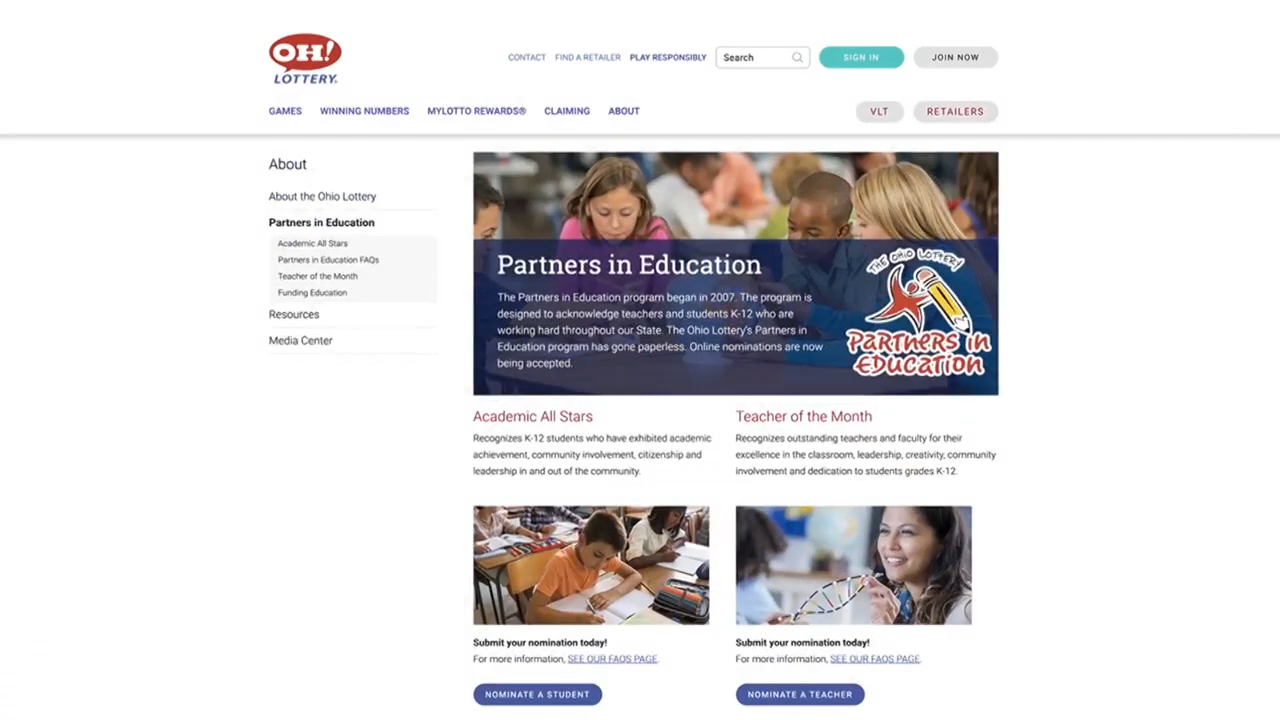 OH!
LOTTERY
CONTACT FIND A RETAILER PLAY RESPONSIBLY Search SIGN IN JOIN NOW
GAMES WINNING NUMBERS MYLOTTO REWARDS® CLAIMING ABOUT VLT RETAILERS
About
About the Ohio Lottery
Partners in Education
Academic All Stars
Partners in Education FAQs
Teacher of the Month
Funding Education
Resources
Media Center
Partners in Education
The Partners in Education program began in 2007. The program is
designed to acknowledge teachers and students K-12 who are
working hard throughout our State. The Ohio Lottery's Partners in
Education program has gone paperless. Online nominations are now
being accepted.
THE OHIO LOTTERY
PARTNERS in
EDUCATION
Academic All Stars
Recognizes K-12 students who have exhibited academic
achievement, community involvement, citizenship and
leadership in and out of the community.
Submit your nomination today!
For more information, SEE OUR FAQS PAGE.
NOMINATE A STUDENT
Teacher of the Month
Recognizes outstanding teachers and faculty for their
excellence in the classroom, leadership, creativity, community
involvement and dedication to students grades K-12.
Submit your nomination today!
For more information, SEE OUR FAQS PAGE.
NOMINATE A TEACHER